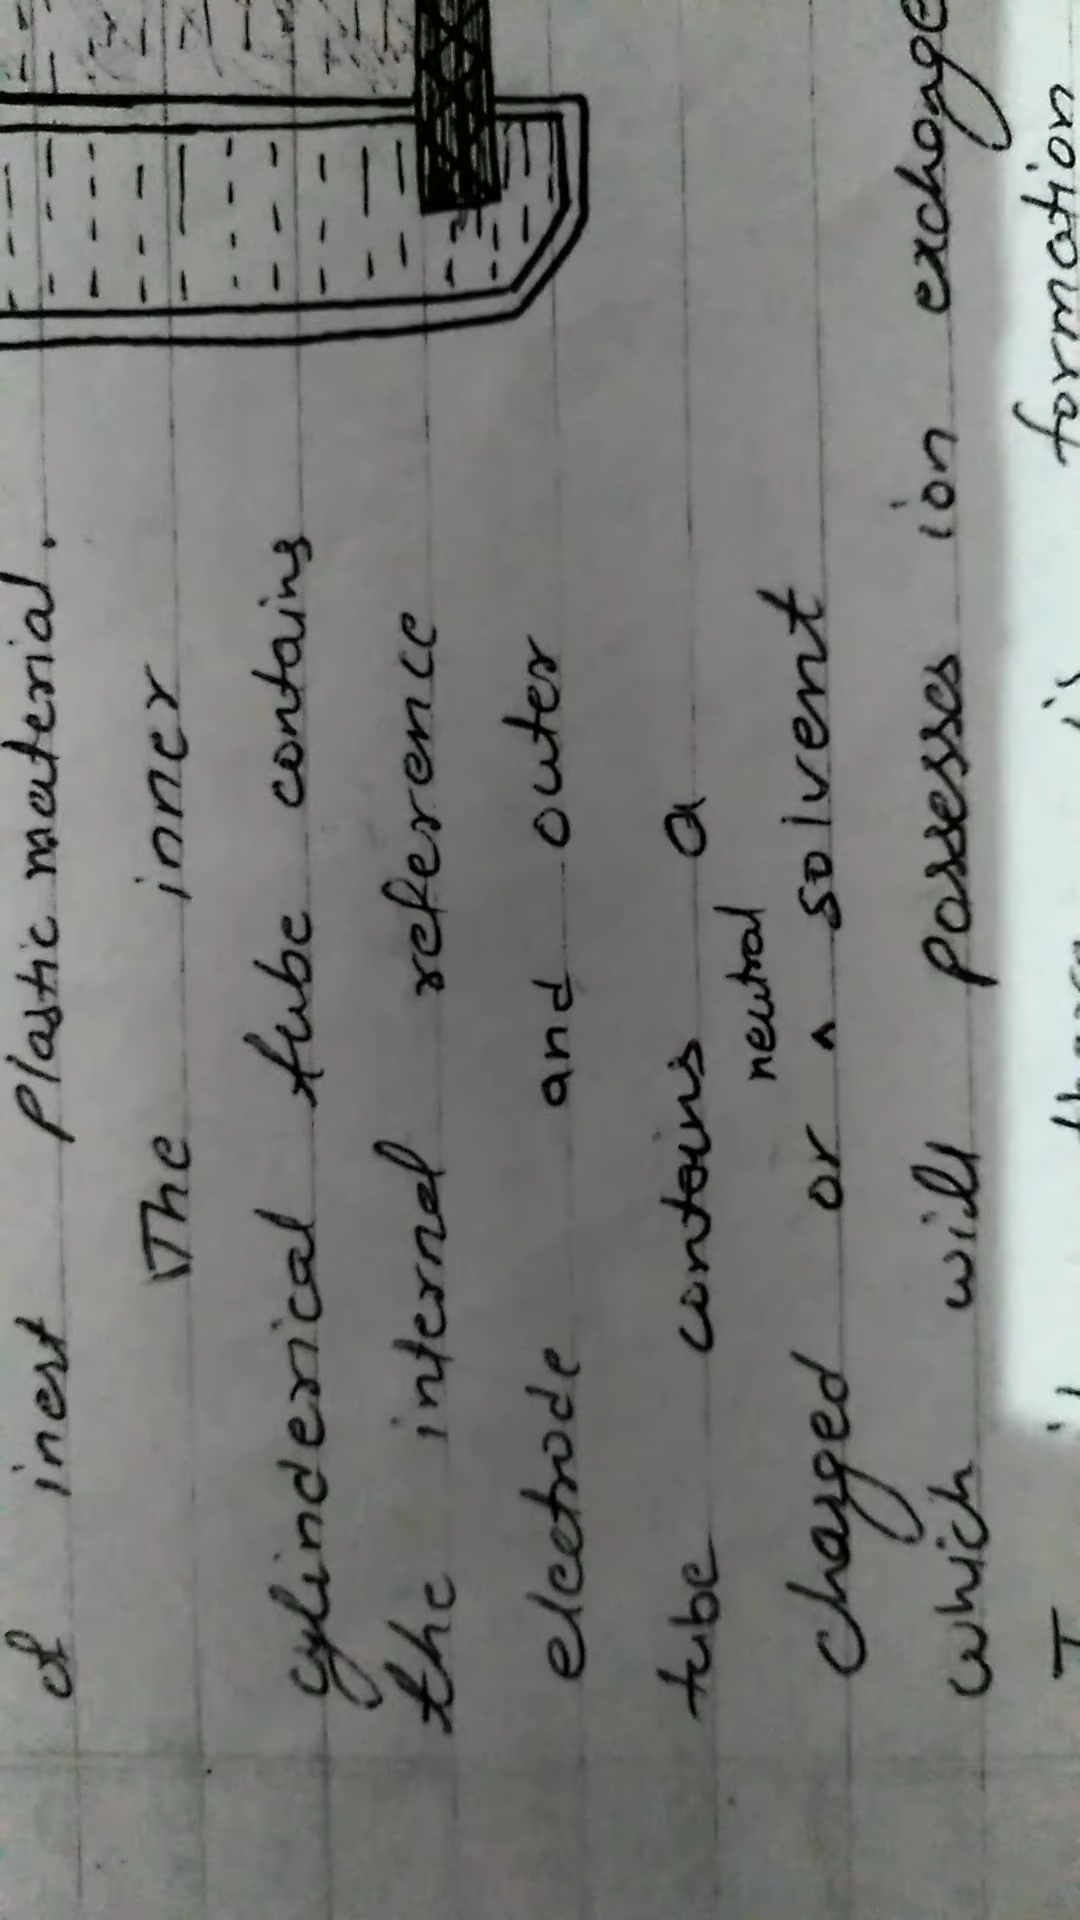 of inert Plastic material.
The inner
cylinderical tube contains
the internal reference
electrode and outer
tube contains a
neutral
charged or ^ solvent
which will possesses ion exchange
formation